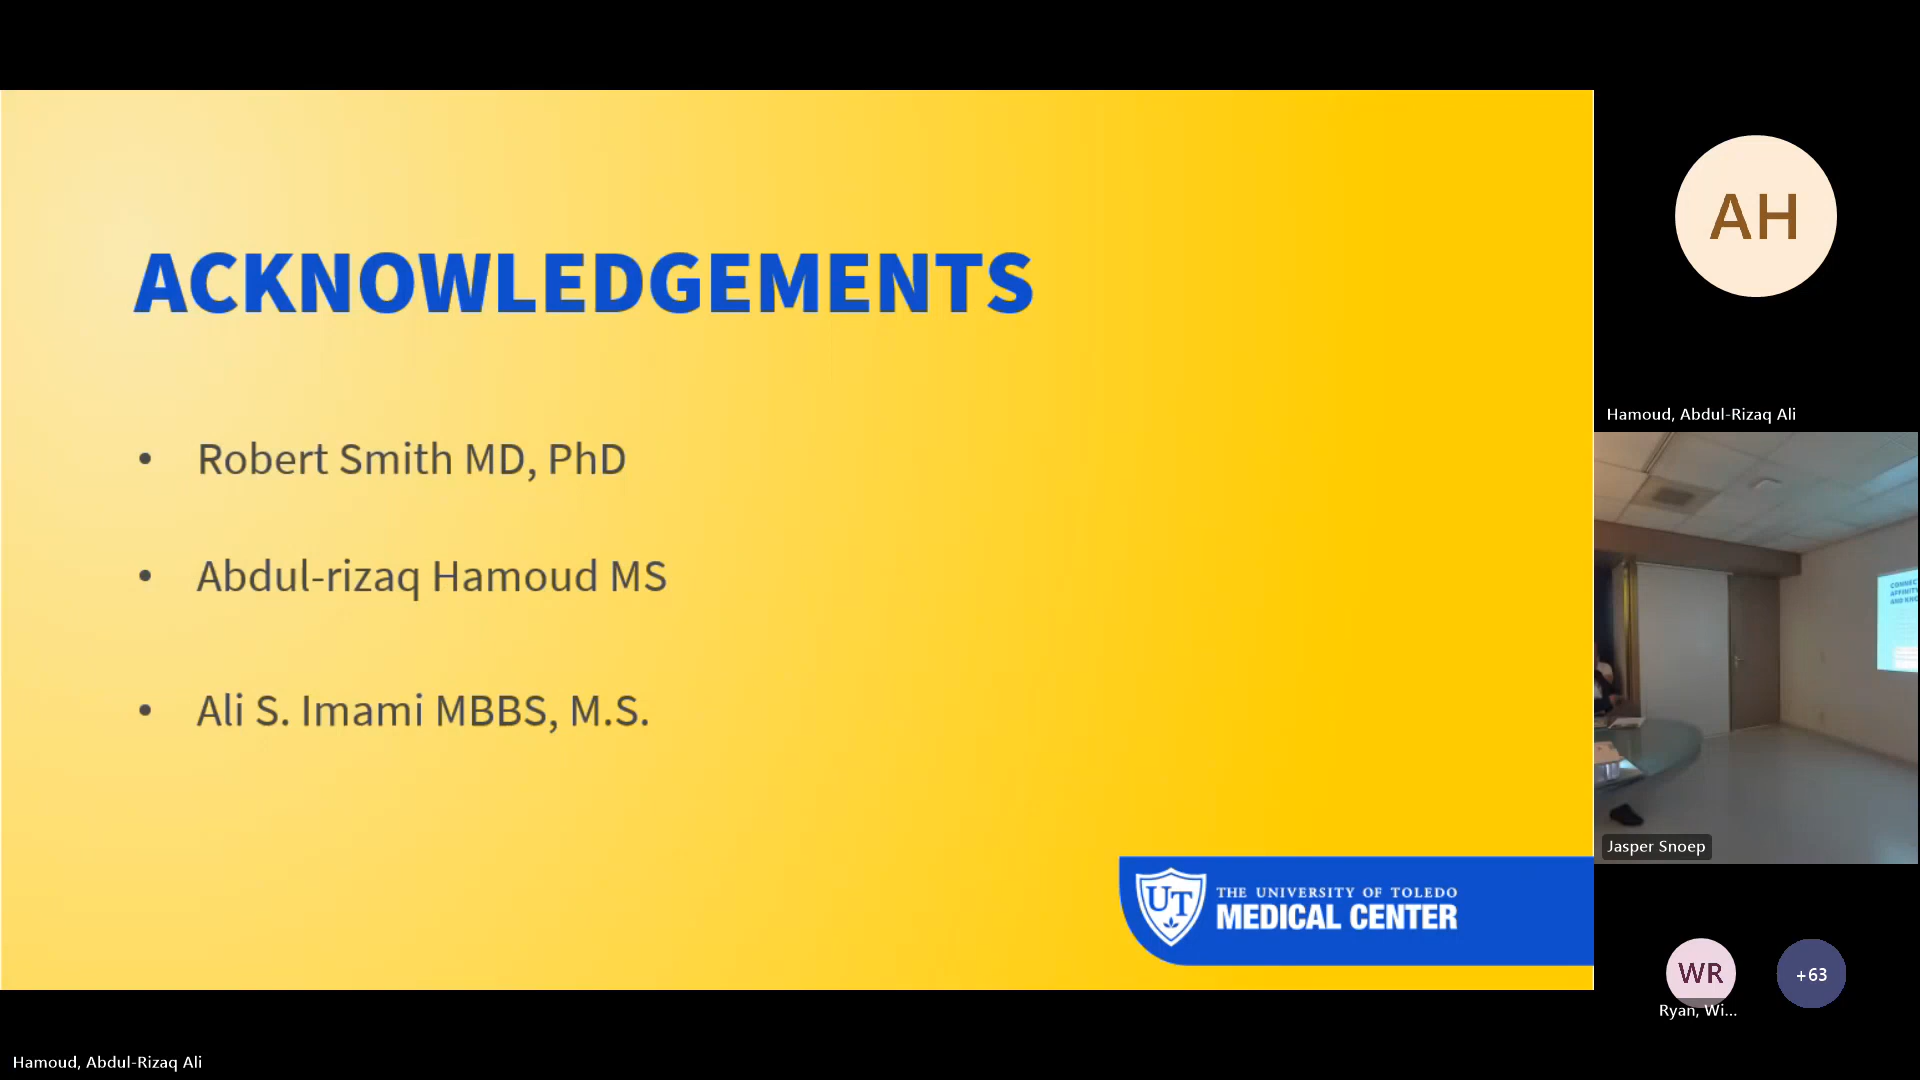 ACKNOWLEDGEMENTS
• Robert Smith MD, PhD
• Abdul-rizaq Hamoud MS
• Ali S. Imami MBBS, M.S.
UT
THE UNIVERSITY OF TOLEDO
MEDICAL CENTER
AH
Hamoud, Abdul-Rizaq Ali
Jasper Snoep
WR
Ryan, Wi...
+63
Hamoud, Abdul-Rizaq Ali